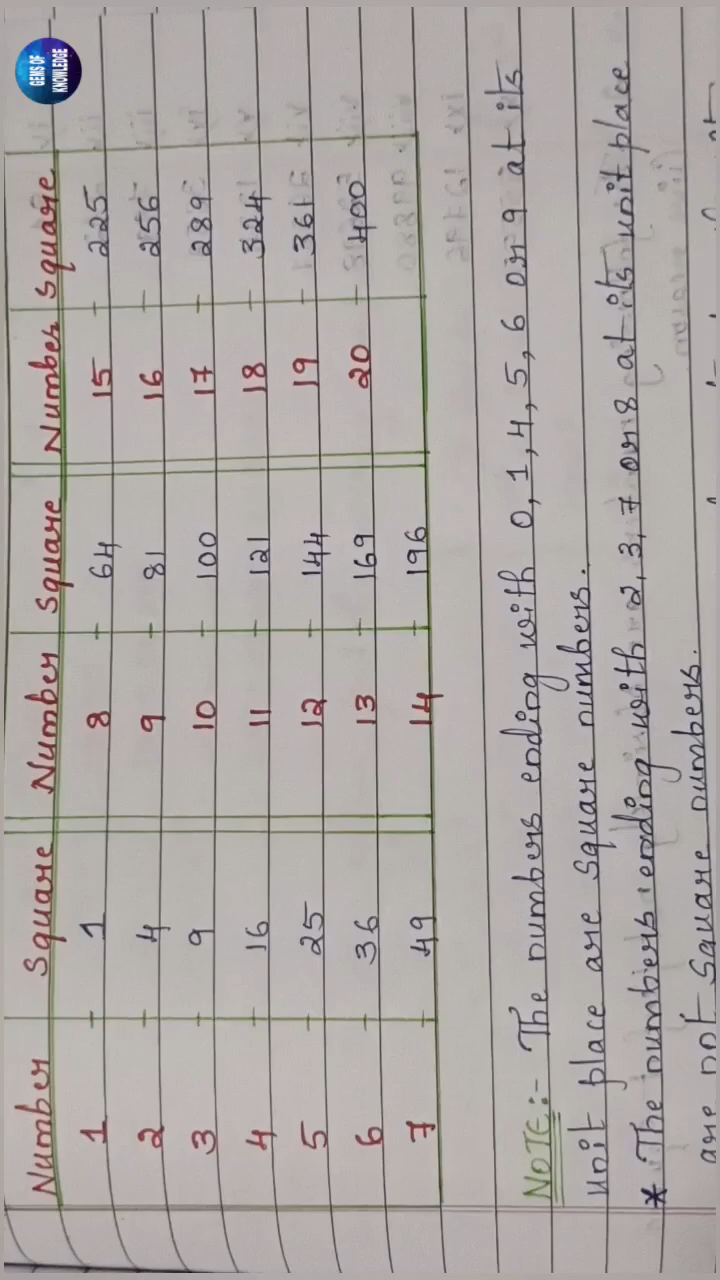 GEMS OF
KNOWLEDGE
Number Square Number Square Number Square
1 - 1 8 - 64 15 - 225
2 - 4 9 - 81 16 - 256
3 - 9 10 - 100 17 - 289
4 - 16 11 - 121 18 - 324
5 - 25 12 - 144 19 - 361
6 - 36 13 - 169 20 - 400
7 - 49 14 - 196
NOTE:- The numbers ending with 0, 1, 4, 5, 6 or 9 at its
unit place are square numbers.
* The numbers ending with 2, 3, 7 or 8 at its unit place
are not square numbers.